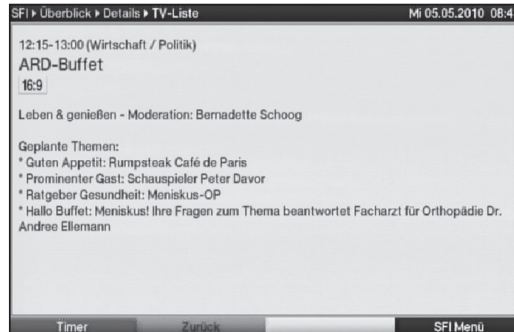 SFI ▸ Überblick ▸ Details ▸ TV-Liste Mi 05.05.2010 08:4
12:15-13:00 (Wirtschaft / Politik)
ARD-Buffet
16:9
Leben & genießen - Moderation: Bernadette Schoog
Geplante Themen:
* Guten Appetit: Rumpsteak Café de Paris
* Prominenter Gast: Schauspieler Peter Davor
* Ratgeber Gesundheit: Meniskus-OP
* Hallo Buffet: Meniskus! Ihre Fragen zum Thema beantwortet Facharzt für Orthopädie Dr.
Andree Ellemann
Timer Zurück SFI Menü